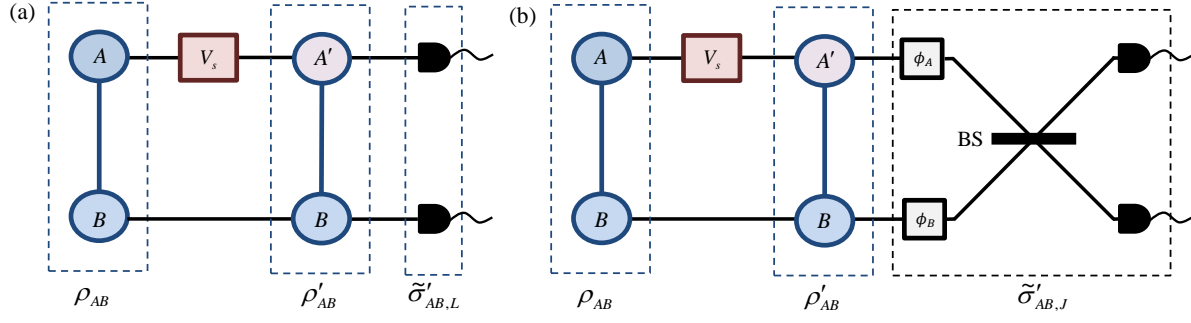 (a)
A
V_s
A′
B
B
ρ_AB
ρ′_AB
σ̃′_AB,L
(b)
A
V_s
A′
ϕ_A
BS
B
B
ϕ_B
ρ_AB
ρ′_AB
σ̃′_AB,J